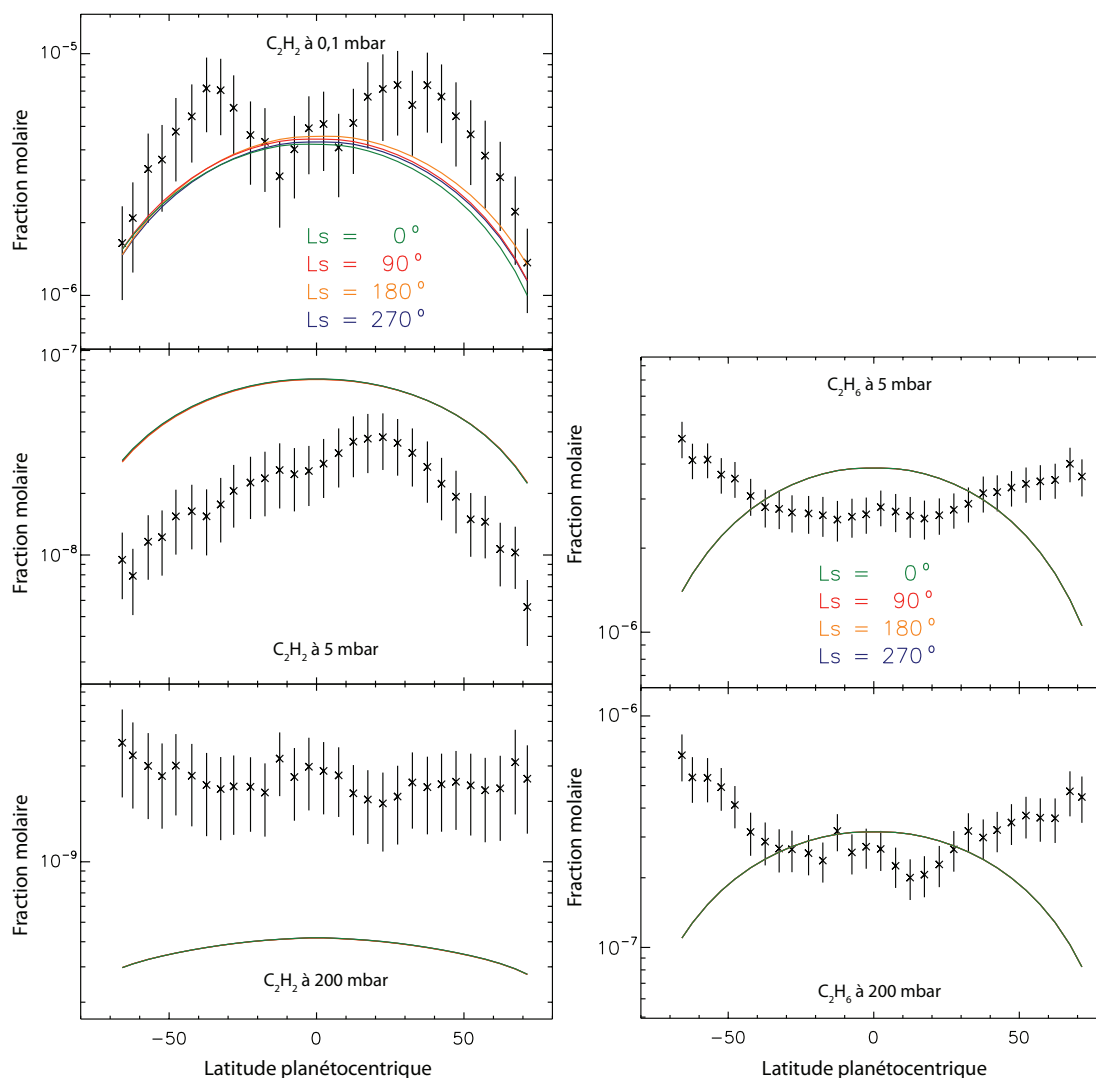 C₂H₂ à 0,1 mbar
Fraction molaire
10⁻⁵
10⁻⁶
Ls = 0°
Ls = 90°
Ls = 180°
Ls = 270°
10⁻⁷
Fraction molaire
10⁻⁸
C₂H₂ à 5 mbar
Fraction molaire
10⁻⁹
C₂H₂ à 200 mbar
−50 0 50
Latitude planétocentrique
C₂H₆ à 5 mbar
Fraction molaire
10⁻⁶
Ls = 0°
Ls = 90°
Ls = 180°
Ls = 270°
10⁻⁶
Fraction molaire
10⁻⁷
C₂H₆ à 200 mbar
−50 0 50
Latitude planétocentrique